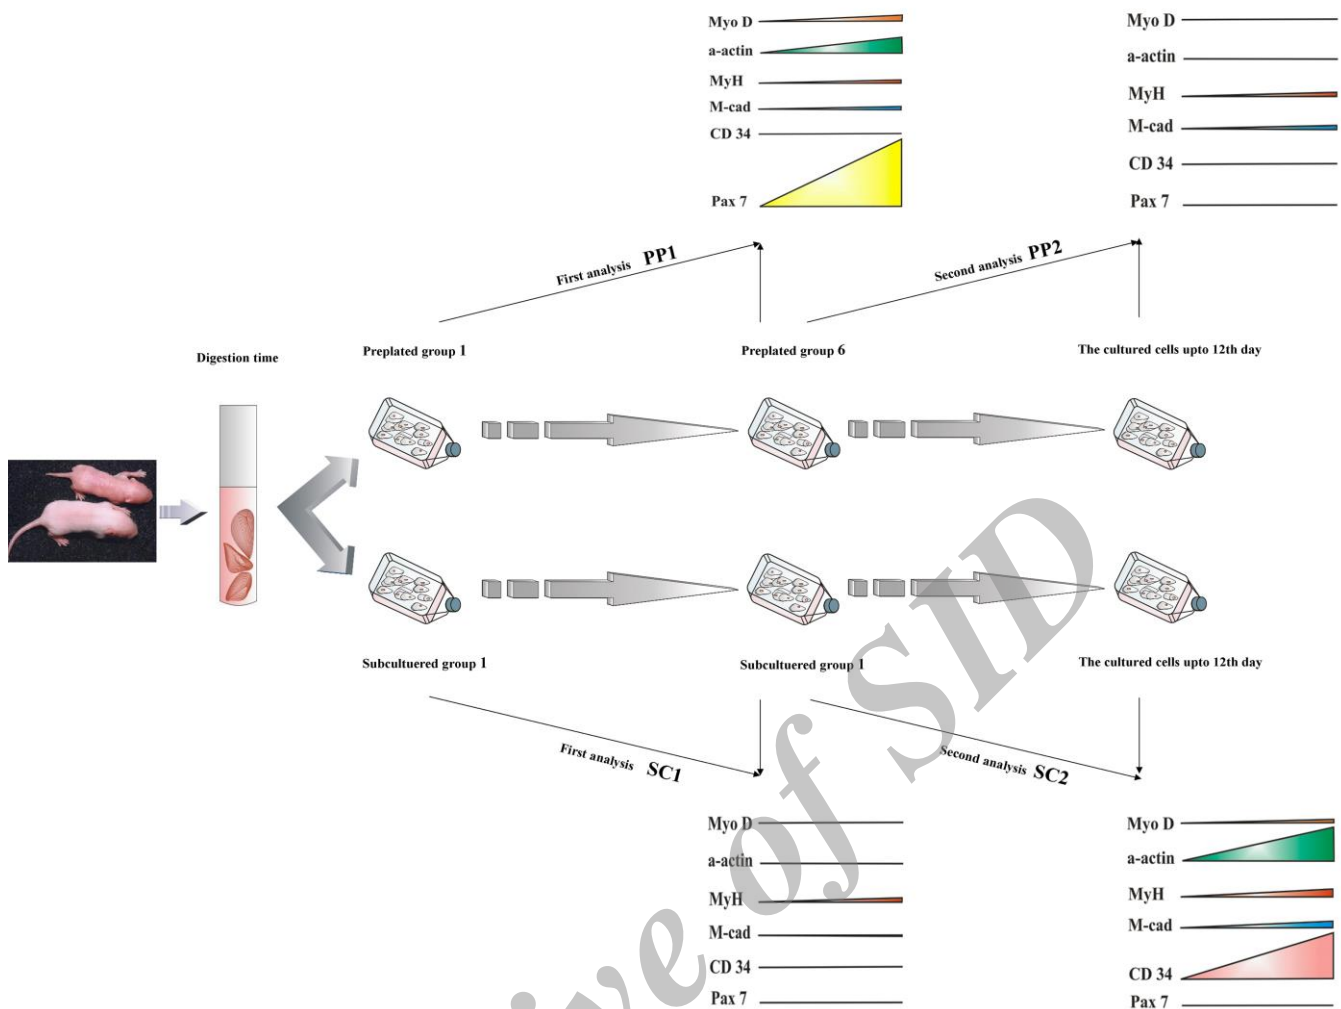 Myo D
a-actin
MyH
M-cad
CD 34
Pax 7
Myo D
a-actin
MyH
M-cad
CD 34
Pax 7
First analysis PP1
Second analysis PP2
Digestion time
Preplated group 1
Preplated group 6
The cultured cells upto 12th day
Subcultuered group 1
Subcultuered group 1
The cultured cells upto 12th day
First analysis SC1
Second analysis SC2
Myo D
a-actin
MyH
M-cad
CD 34
Pax 7
Myo D
a-actin
MyH
M-cad
CD 34
Pax 7
ive of SID